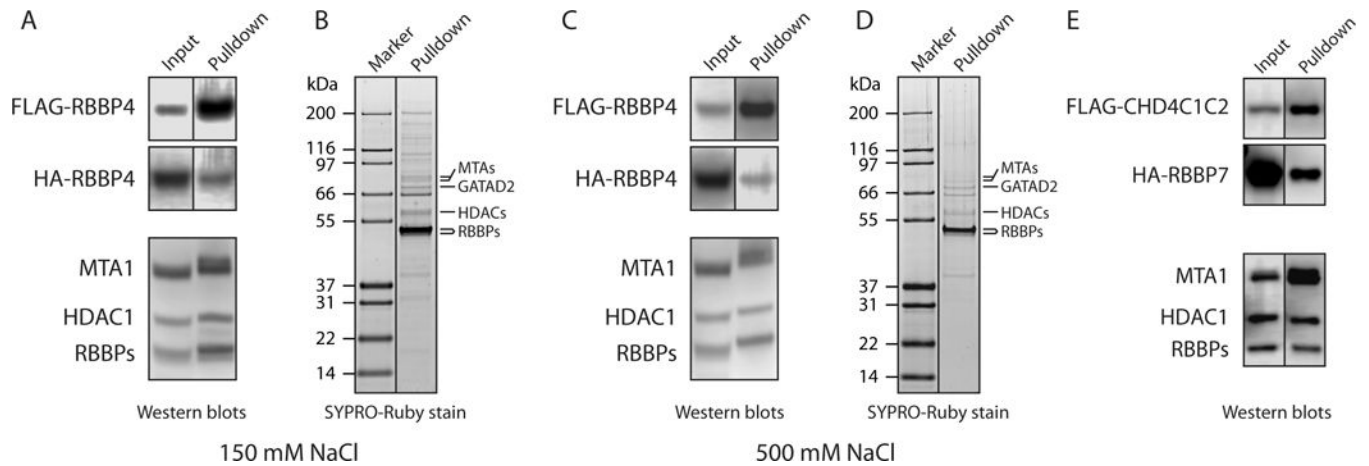 A
Input
Pulldown
FLAG-RBBP4
HA-RBBP4
MTA1
HDAC1
RBBPs
Western blots
B
Marker
Pulldown
kDa
200
116
97
66
55
37
31
22
14
MTAs
GATAD2
HDACs
RBBPs
SYPRO-Ruby stain
150 mM NaCl
C
Input
Pulldown
FLAG-RBBP4
HA-RBBP4
MTA1
HDAC1
RBBPs
Western blots
D
Marker
Pulldown
kDa
200
116
97
66
55
37
31
22
14
MTAs
GATAD2
HDACs
RBBPs
SYPRO-Ruby stain
500 mM NaCl
E
Input
Pulldown
FLAG-CHD4C1C2
HA-RBBP7
MTA1
HDAC1
RBBPs
Western blots